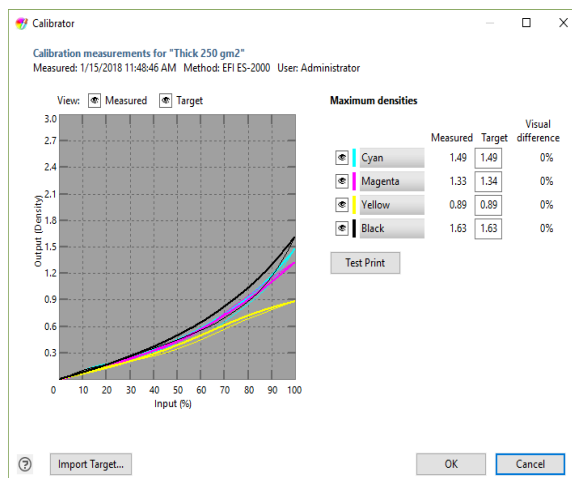 Calibrator
Calibration measurements for "Thick 250 gm2"
Measured: 1/15/2018 11:48:46 AM Method: EFI ES-2000 User: Administrator
View: Measured Target
3.0
2.7
2.4
2.1
1.8
1.5
1.2
0.9
0.6
0.3
Output (Density)
0 10 20 30 40 50 60 70 80 90 100
Input (%)
Maximum densities
Visual
Measured Target difference
Cyan 1.49 1.49 0%
Magenta 1.33 1.34 0%
Yellow 0.89 0.89 0%
Black 1.63 1.63 0%
Test Print
? Import Target... OK Cancel